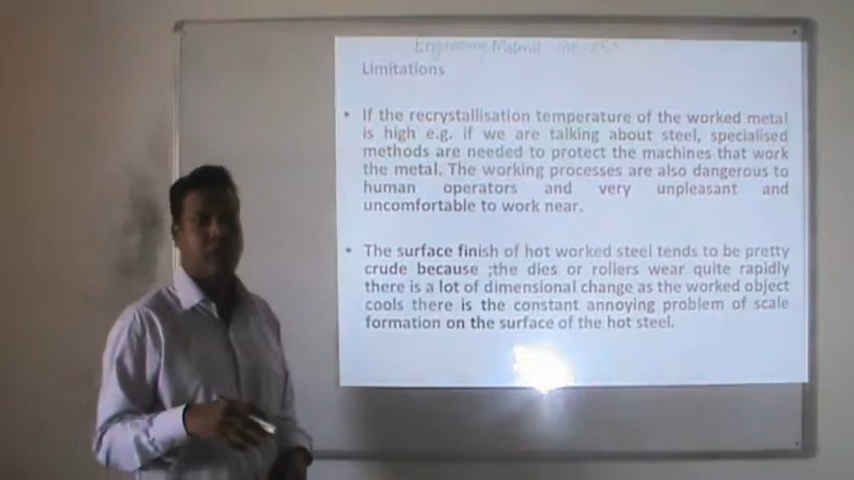 Engineering Material ME-251
Limitations
• If the recrystallisation temperature of the worked metal
is high e.g. if we are talking about steel, specialised
methods are needed to protect the machines that work
the metal. The working processes are also dangerous to
human operators and very unpleasant and
uncomfortable to work near.
• The surface finish of hot worked steel tends to be pretty
crude because ;the dies or rollers wear quite rapidly
there is a lot of dimensional change as the worked object
cools there is the constant annoying problem of scale
formation on the surface of the hot steel.